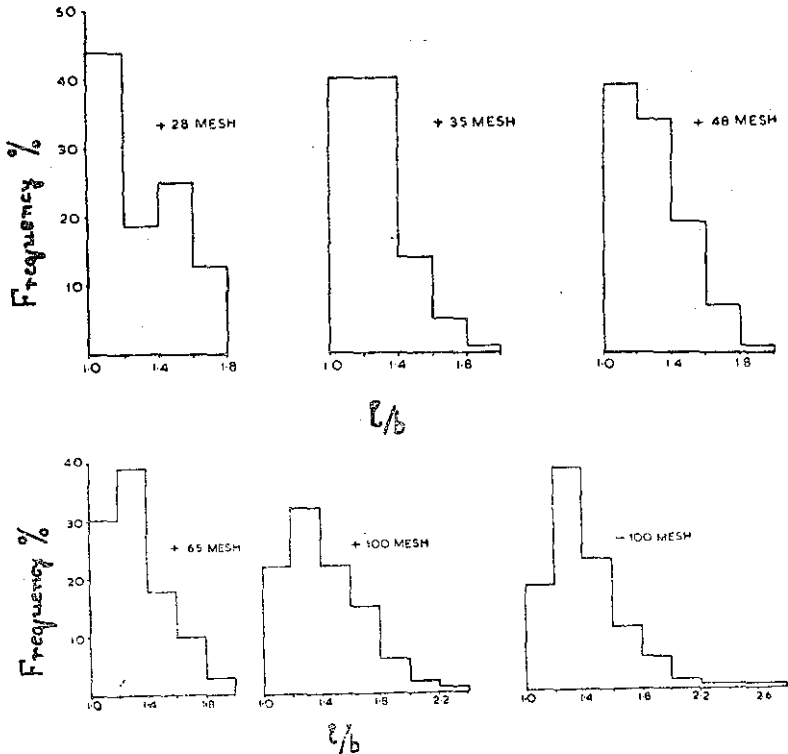 50
40
30
20
10
Frequency %
+ 28 MESH
1·0 1·4 1·8
+ 35 MESH
1·0 1·4 1·8
+ 48 MESH
1·0 1·4 1·8
l/b
40
30
20
10
Frequency %
+ 65 MESH
1·0 1·4 1·8
+ 100 MESH
1·0 1·4 1·8 2·2
- 100 MESH
1·0 1·4 1·8 2·2 2·6
l/b